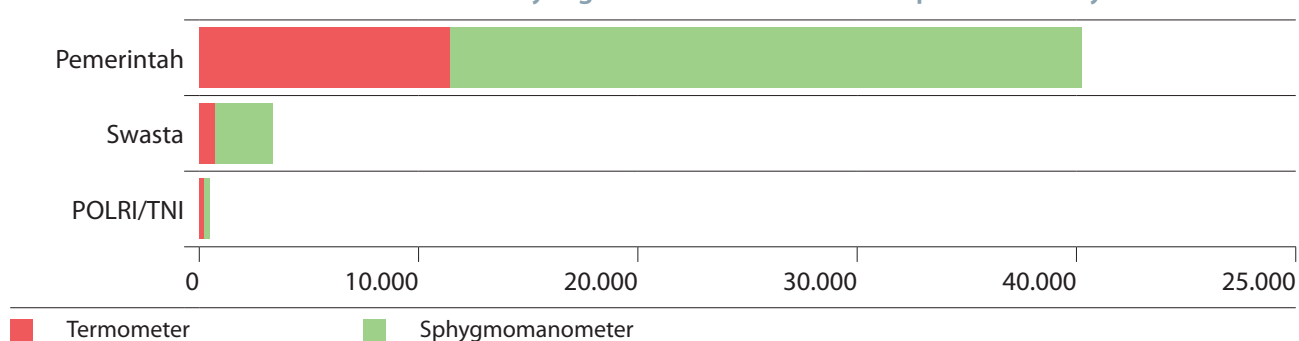 Pemerintah
Swasta
POLRI/TNI
0 10.000 20.000 30.000 40.000 25.000
Termometer Sphygmomanometer